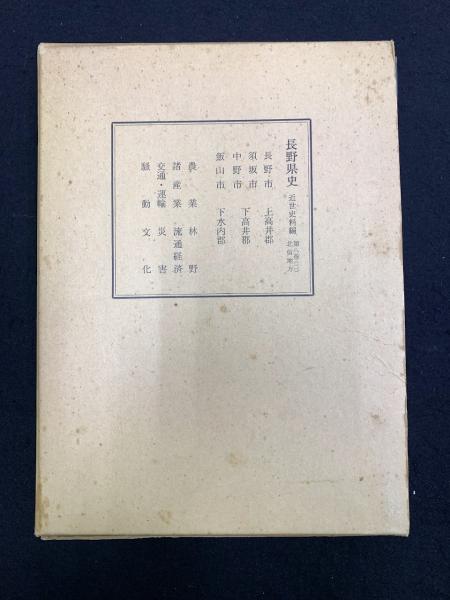 長野県史 近世史料編 第八巻(二) 北信地方
長野市 上高井郡
須坂市 下高井郡
中野市 下水内郡
飯山市
農業 林野
諸産業 流通経済
交通・運輸 災害
騒動 文化